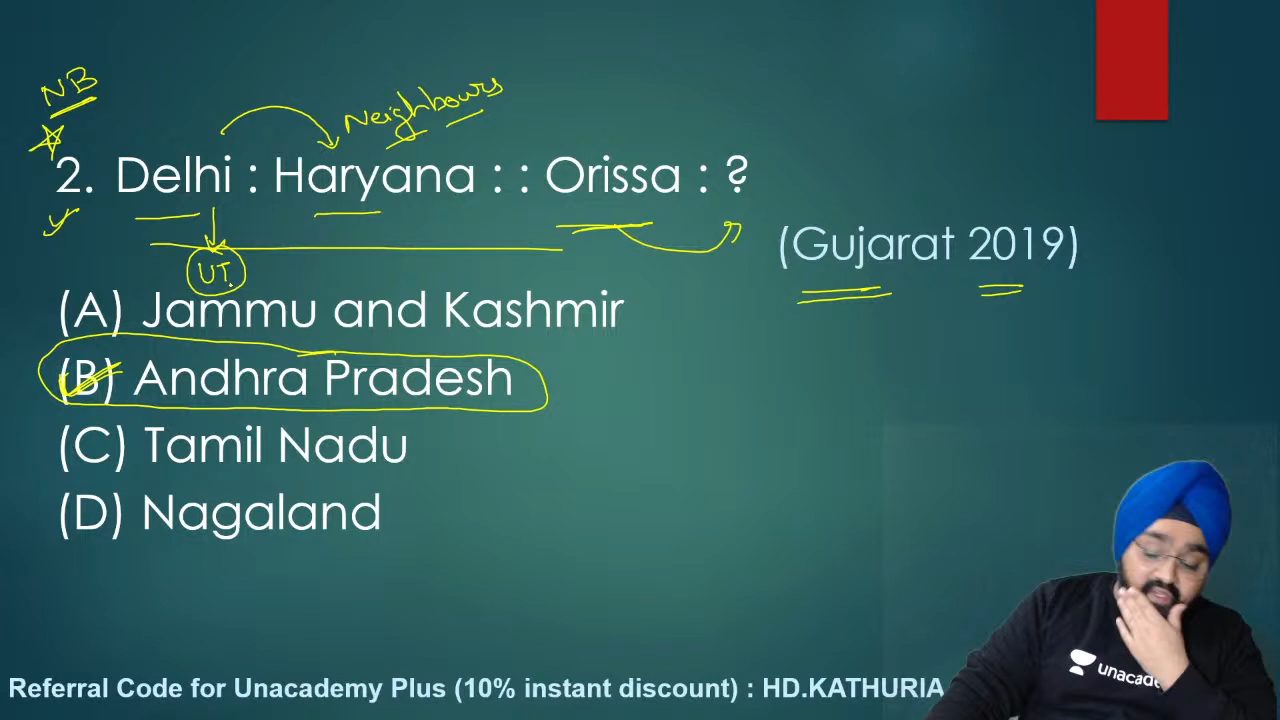 NB
Neighbours
2. Delhi : Haryana : : Orissa : ?
(Gujarat 2019)
UT
(A) Jammu and Kashmir
(B) Andhra Pradesh
(C) Tamil Nadu
(D) Nagaland
unacade
Referral Code for Unacademy Plus (10% instant discount) : HD.KATHURIA